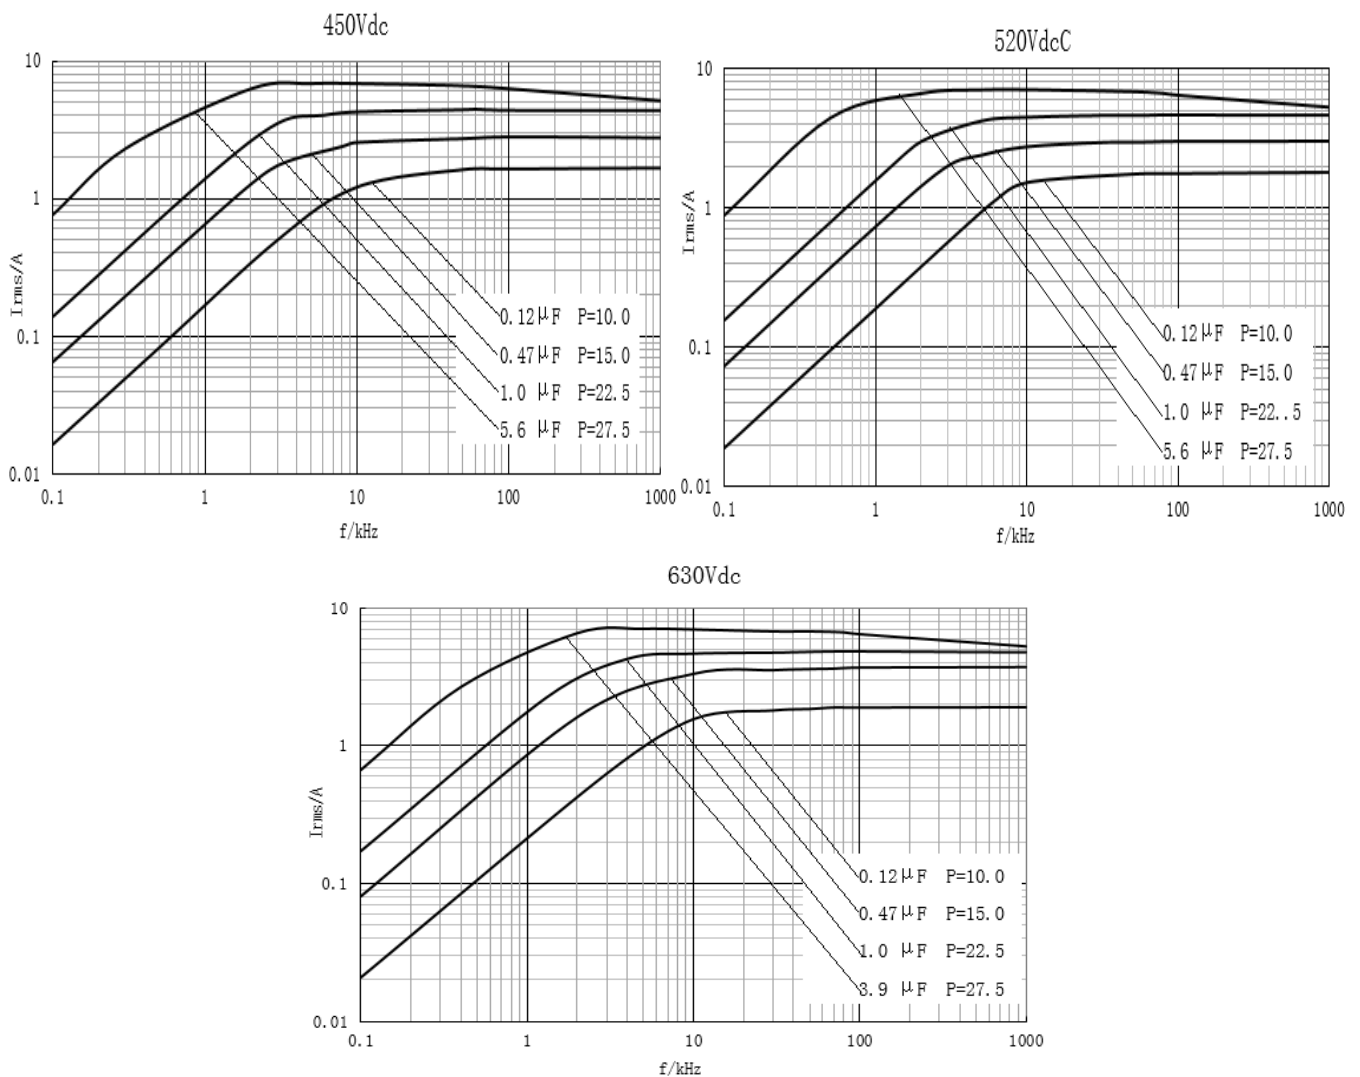 450Vdc
10
1
0.1
0.01
Irms/A
0.12μF P=10.0
0.47μF P=15.0
1.0 μF P=22.5
5.6 μF P=27.5
0.1 1 10 100 1000
f/kHz
520VdcC
10
1
0.1
0.01
Irms/A
0.12μF P=10.0
0.47μF P=15.0
1.0 μF P=22..5
5.6 μF P=27.5
0.1 1 10 100 1000
f/kHz
630Vdc
10
1
0.1
0.01
Irms/A
0.12μF P=10.0
0.47μF P=15.0
1.0 μF P=22.5
3.9 μF P=27.5
0.1 1 10 100 1000
f/kHz